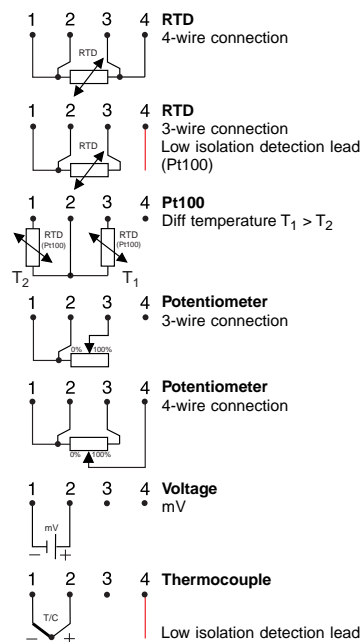 1 2 3 4 RTD
4-wire connection
RTD
1 2 3 4 RTD
3-wire connection
RTD
Low isolation detection lead
(Pt100)
1 2 3 4 Pt100
Diff temperature T₁ > T₂
RTD
(Pt100)
RTD
(Pt100)
T₂
T₁
1 2 3 4 Potentiometer
3-wire connection
0% 100%
1 2 3 4 Potentiometer
4-wire connection
0% 100%
1 2 3 4 Voltage
mV
mV
– +
1 2 3 4 Thermocouple
T/C
– +
Low isolation detection lead